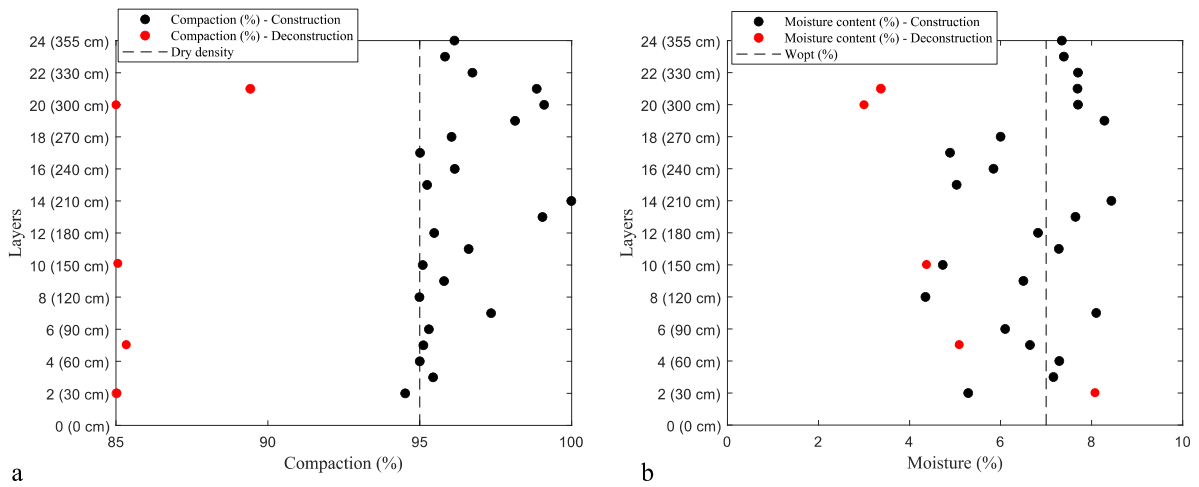 Compaction (%) - Construction
Compaction (%) - Deconstruction
Dry density
24 (355 cm)
22 (330 cm)
20 (300 cm)
18 (270 cm)
16 (240 cm)
14 (210 cm)
12 (180 cm)
10 (150 cm)
8 (120 cm)
6 (90 cm)
4 (60 cm)
2 (30 cm)
0 (0 cm)
Layers
85 90 95 100
Compaction (%)
a
Moisture content (%) - Construction
Moisture content (%) - Deconstruction
Wopt (%)
24 (355 cm)
22 (330 cm)
20 (300 cm)
18 (270 cm)
16 (240 cm)
14 (210 cm)
12 (180 cm)
10 (150 cm)
8 (120 cm)
6 (90 cm)
4 (60 cm)
2 (30 cm)
0 (0 cm)
Layers
0 2 4 6 8 10
Moisture (%)
b